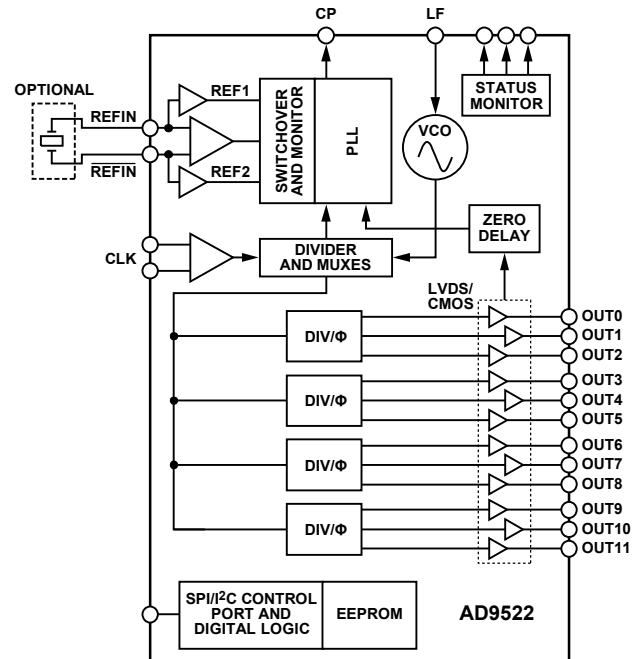 CP
LF
OPTIONAL
REFIN
REFIN
REF1
REF2
SWITCHOVER
AND MONITOR
PLL
VCO
STATUS
MONITOR
ZERO
DELAY
CLK
DIVIDER
AND MUXES
LVDS/
CMOS
DIV/Φ
DIV/Φ
DIV/Φ
DIV/Φ
OUT0
OUT1
OUT2
OUT3
OUT4
OUT5
OUT6
OUT7
OUT8
OUT9
OUT10
OUT11
SPI/I²C CONTROL
PORT AND
DIGITAL LOGIC
EEPROM
AD9522